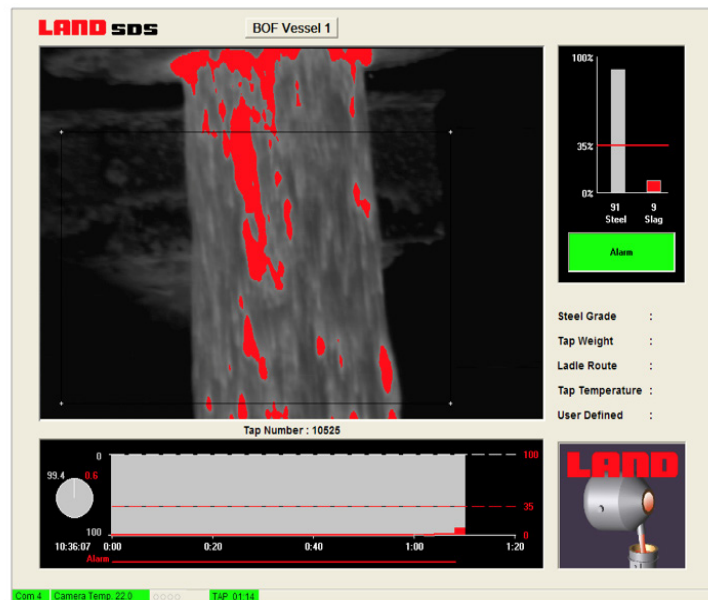 LAND SDS
BOF Vessel 1
100%
35%
0%
91 9
Steel Slag
Alarm
Steel Grade :
Tap Weight :
Ladle Route :
Tap Temperature :
User Defined :
Tap Number : 10525
0 100
99.4 0.6
35
100 0
10:36:07 0:00 0:20 0:40 1:00 1:20
Alarm
LAND
Com 4 Camera Temp. 22.0 TAP 01:14